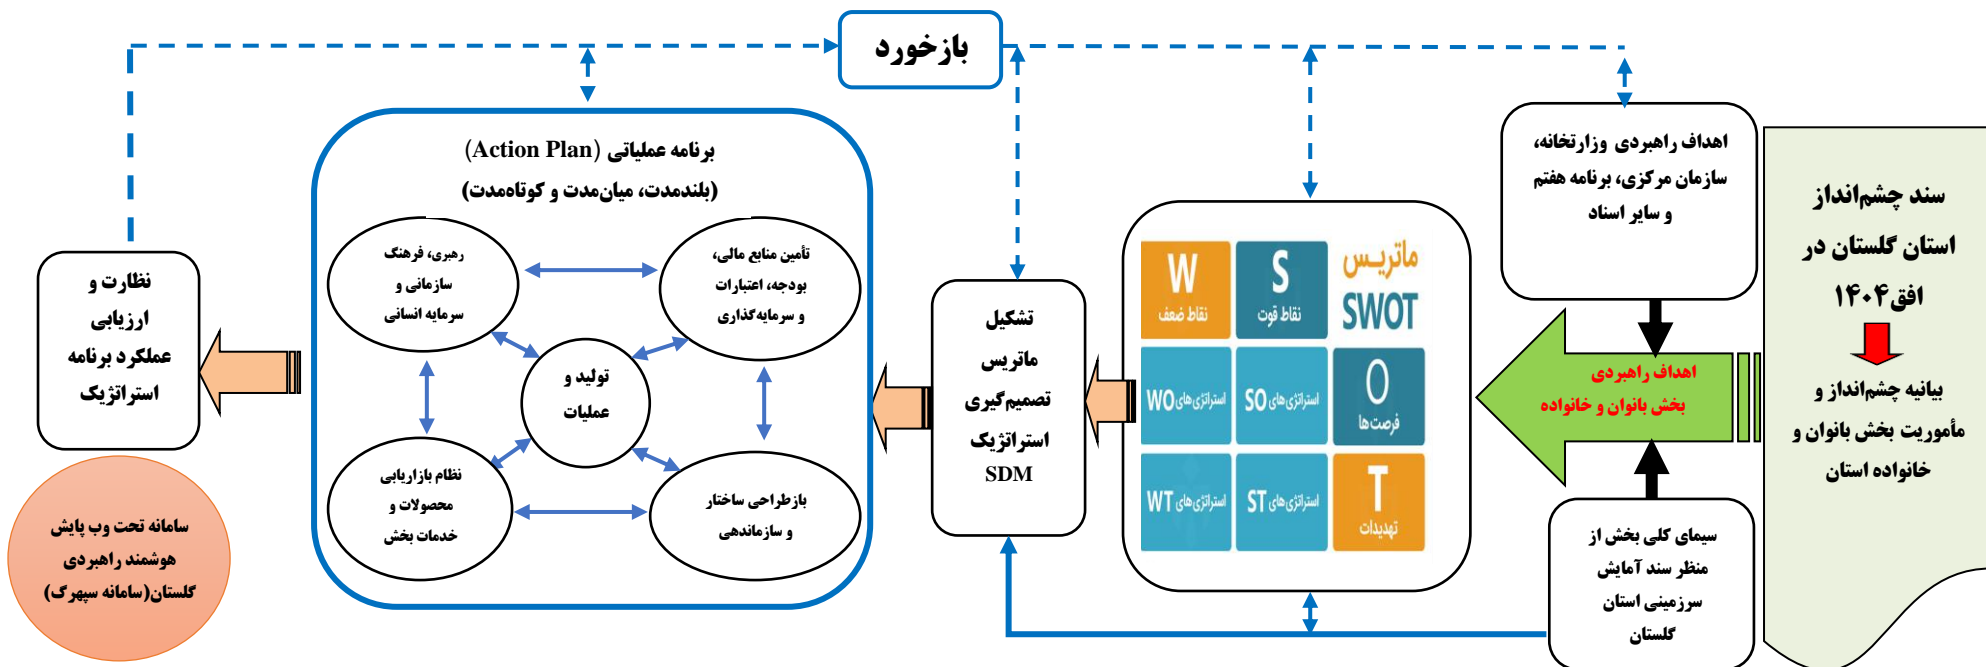 بازخورد
سند چشم‌انداز
استان گلستان در
افق۱۴۰۴
بیانیه چشم‌انداز و
مأموریت بخش بانوان و
خانواده استان
اهداف راهبردی وزارتخانه،
سازمان مرکزی، برنامه هفتم
و سایر اسناد
اهداف راهبردی
بخش بانوان و خانواده
سیمای کلی بخش از
منظر سند آمایش
سرزمینی استان
گلستان
ماتریس
SWOT
S
نقاط قوت
W
نقاط ضعف
O
فرصت‌ها
استراتژی‌های SO
استراتژی‌های WO
T
تهدیدات
استراتژی‌های ST
استراتژی‌های WT
تشکیل
ماتریس
تصمیم‌گیری
استراتژیک
SDM
برنامه عملیاتی (Action Plan)
(بلندمدت، میان‌مدت و کوتاه‌مدت)
تأمین منابع مالی،
بودجه، اعتبارات
و سرمایه‌گذاری
رهبری، فرهنگ
سازمانی و
سرمایه انسانی
تولید و
عملیات
بازطراحی ساختار
و سازماندهی
نظام بازاریابی
محصولات و
خدمات بخش
نظارت و
ارزیابی
عملکرد برنامه
استراتژیک
سامانه تحت وب پایش
هوشمند راهبردی
گلستان(سامانه سپهرگ)